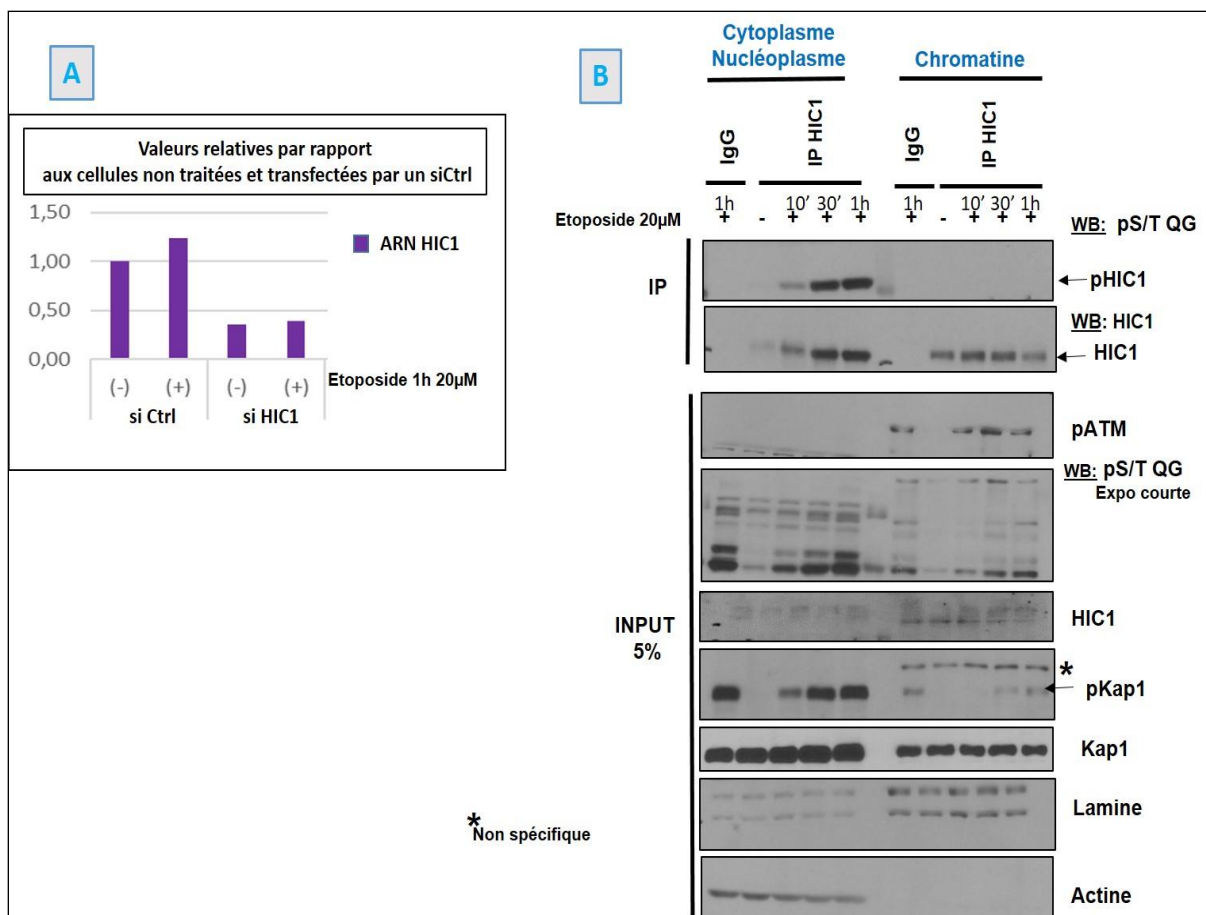 A
Valeurs relatives par rapport
aux cellules non traitées et transfectées par un siCtrl
1,50
1,00
0,50
0,00
ARN HIC1
(-) (+) (-) (+)
Etoposide 1h 20µM
si Ctrl si HIC1
B
Cytoplasme
Nucléoplasme
Chromatine
IgG IP HIC1 IgG IP HIC1
1h 10' 30' 1h 1h 10' 30' 1h
Etoposide 20µM + - + + + + - + + +
WB: pS/T QG
IP
pHIC1
WB: HIC1
HIC1
INPUT
5%
pATM
WB: pS/T QG
Expo courte
HIC1
*
pKap1
Kap1
Lamine
Actine
* Non spécifique